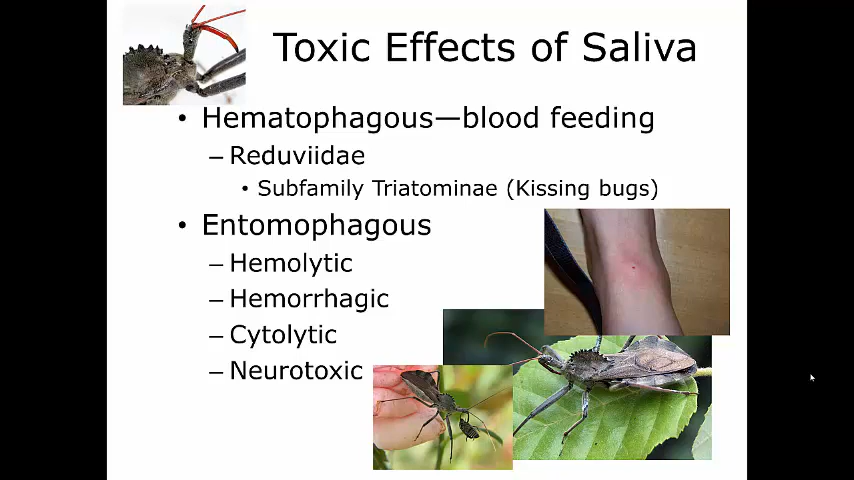 Toxic Effects of Saliva
• Hematophagous—blood feeding
– Reduviidae
• Subfamily Triatominae (Kissing bugs)
• Entomophagous
– Hemolytic
– Hemorrhagic
– Cytolytic
– Neurotoxic